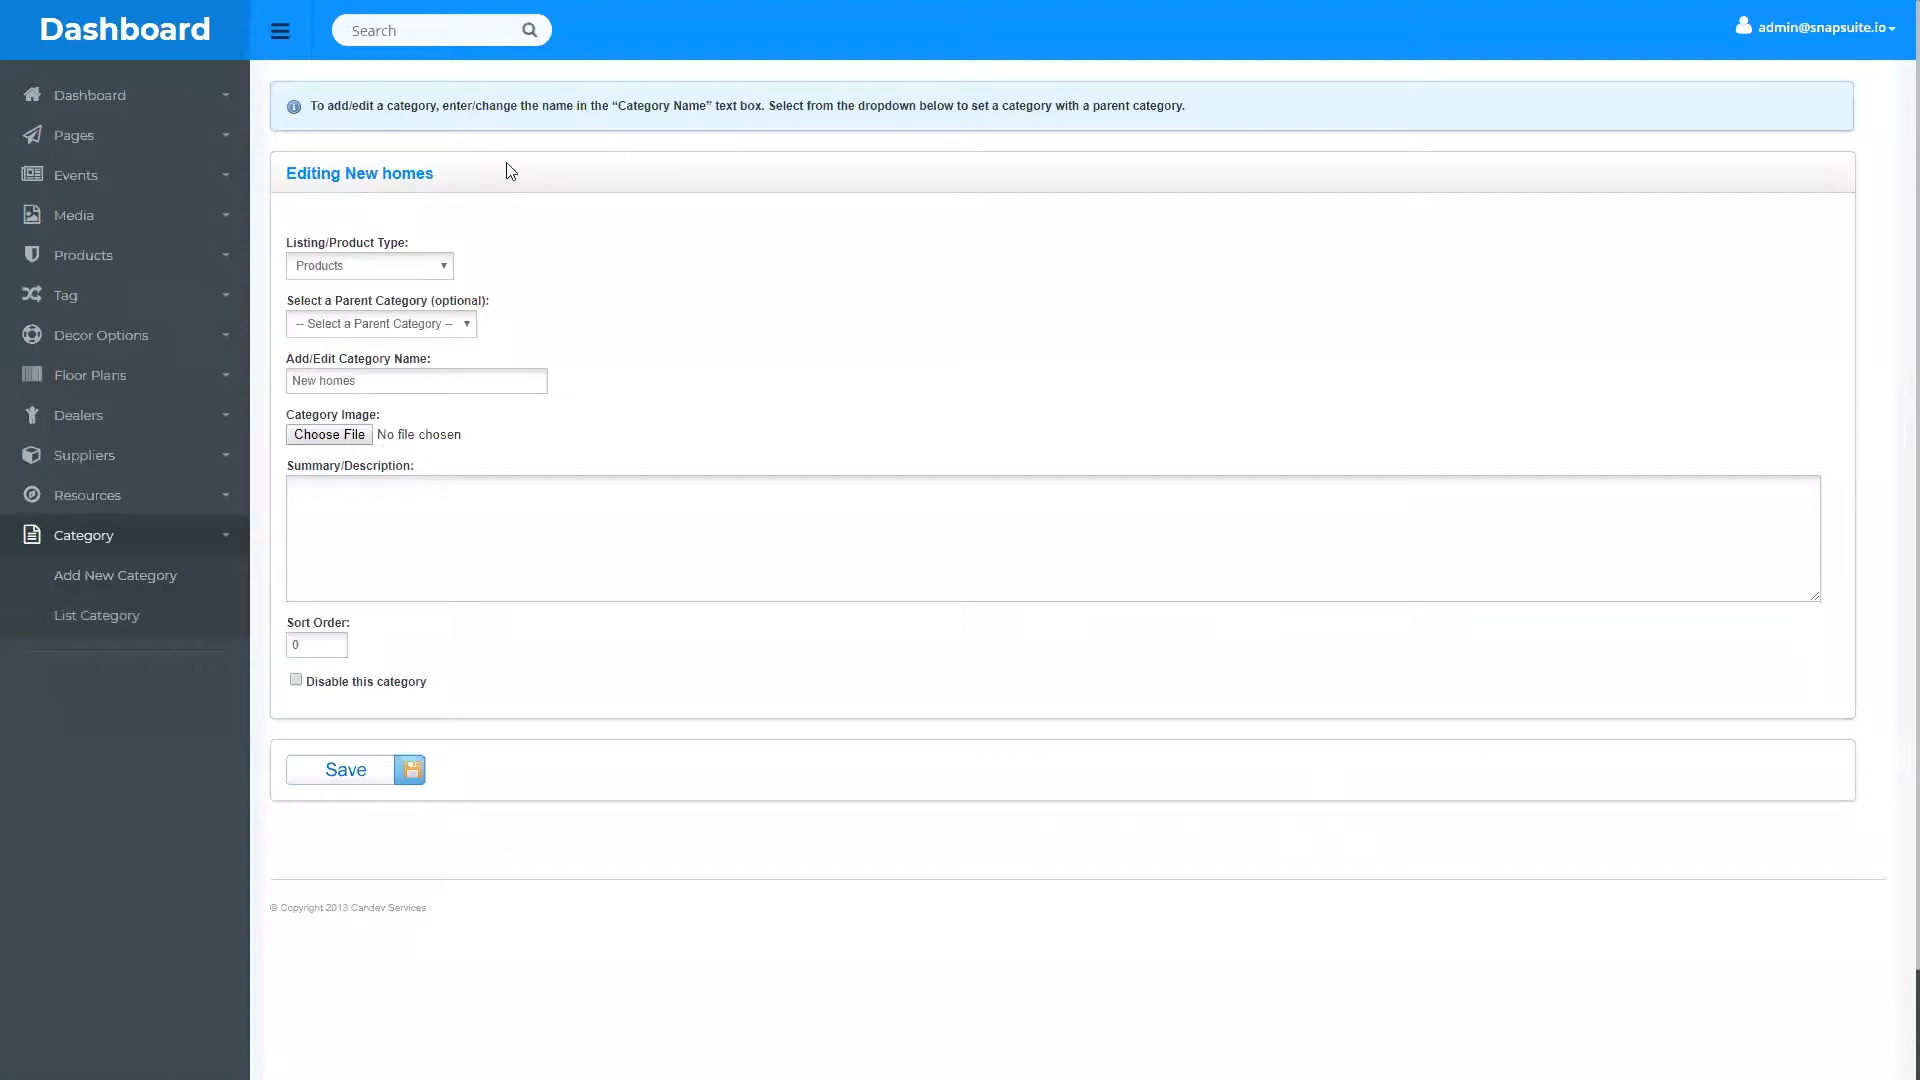 Dashboard
Search
admin@snapsuite.io
Dashboard
Pages
Events
Media
Products
Tag
Decor Options
Floor Plans
Dealers
Suppliers
Resources
Category
Add New Category
List Category
To add/edit a category, enter/change the name in the “Category Name” text box. Select from the dropdown below to set a category with a parent category.
Editing New homes
Listing/Product Type:
Products
Select a Parent Category (optional):
-- Select a Parent Category --
Add/Edit Category Name:
New homes
Category Image:
Choose File No file chosen
Summary/Description:
Sort Order:
0
Disable this category
Save
© Copyright 2013 Candev Services